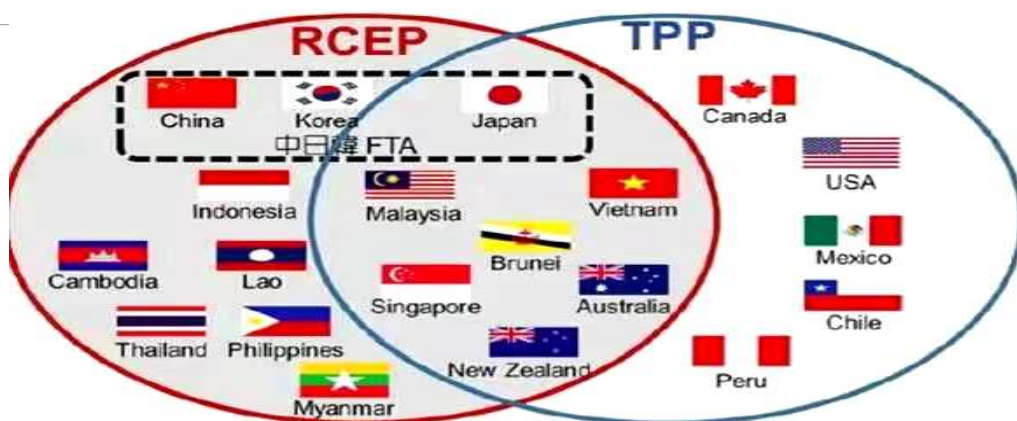 RCEP
TPP
China
Korea
Japan
Canada
中日韓 FTA
USA
Indonesia
Malaysia
Vietnam
Mexico
Cambodia
Lao
Brunei
Singapore
Australia
Chile
Thailand
Philippines
New Zealand
Peru
Myanmar